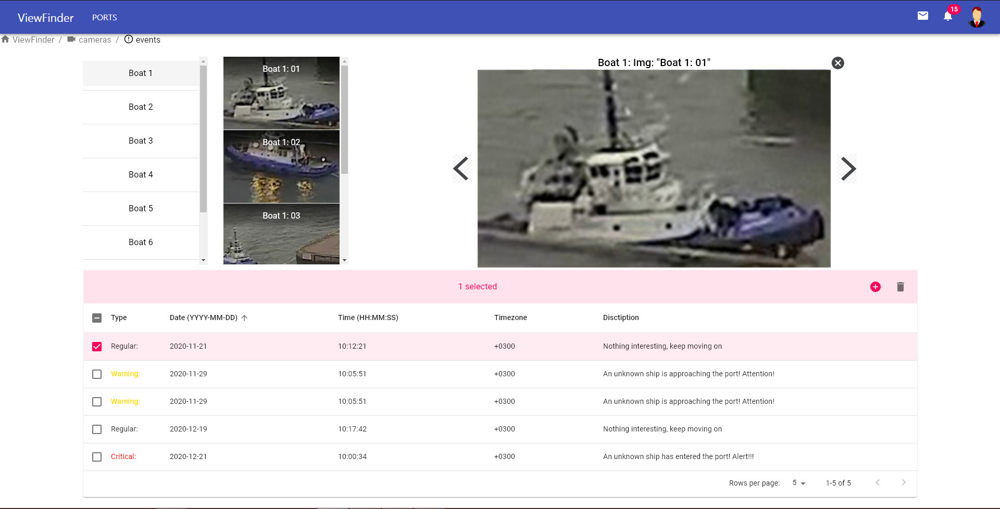 ViewFinder PORTS 15
ViewFinder / cameras / events
Boat 1
Boat 2
Boat 3
Boat 4
Boat 5
Boat 6
Boat 1: 01
Boat 1: 02
Boat 1: 03
Boat 1: Img: "Boat 1: 01"
1 selected
Type Date (YYYY-MM-DD) Time (HH:MM:SS) Timezone Disctiption
Regular: 2020-11-21 10:12:21 +0300 Nothing interesting, keep moving on
Warning: 2020-11-29 10:05:51 +0300 An unknown ship is approaching the port! Attention!
Warning: 2020-11-29 10:05:51 +0300 An unknown ship is approaching the port! Attention!
Regular: 2020-12-19 10:17:42 +0300 Nothing interesting, keep moving on
Critical: 2020-12-21 10:00:34 +0300 An unknown ship has entered the port! Alert!!!
Rows per page: 5 1-5 of 5